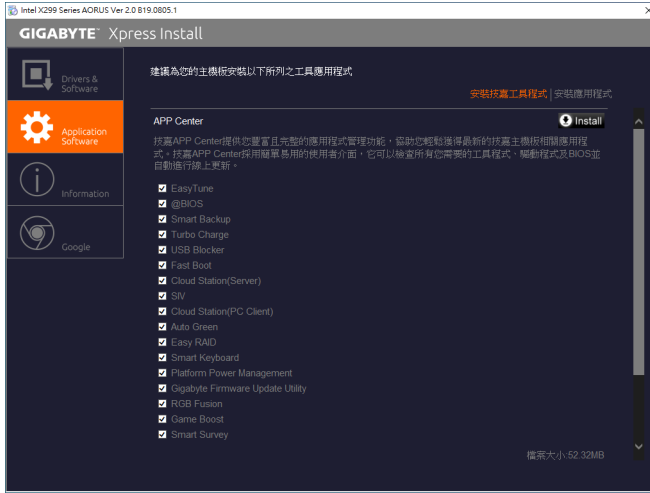 Intel X299 Series AORUS Ver 2.0 B19.0805.1
GIGABYTE™ Xpress Install
Drivers &
Software
Application
Software
Information
Google
建議為您的主機板安裝以下所列之工具應用程式
安裝技嘉工具程式 | 安裝應用程式
APP Center
Install
技嘉APP Center提供您豐富且完整的應用程式管理功能，協助您輕鬆獲得最新的技嘉主機板相關應用程
式。技嘉APP Center採用簡單易用的使用者介面，它可以檢查所有您需要的工具程式、驅動程式及BIOS並
自動進行線上更新。
EasyTune
@BIOS
Smart Backup
Turbo Charge
USB Blocker
Fast Boot
Cloud Station(Server)
SIV
Cloud Station(PC Client)
Auto Green
Easy RAID
Smart Keyboard
Platform Power Management
Gigabyte Firmware Update Utility
RGB Fusion
Game Boost
Smart Survey
檔案大小:52.32MB